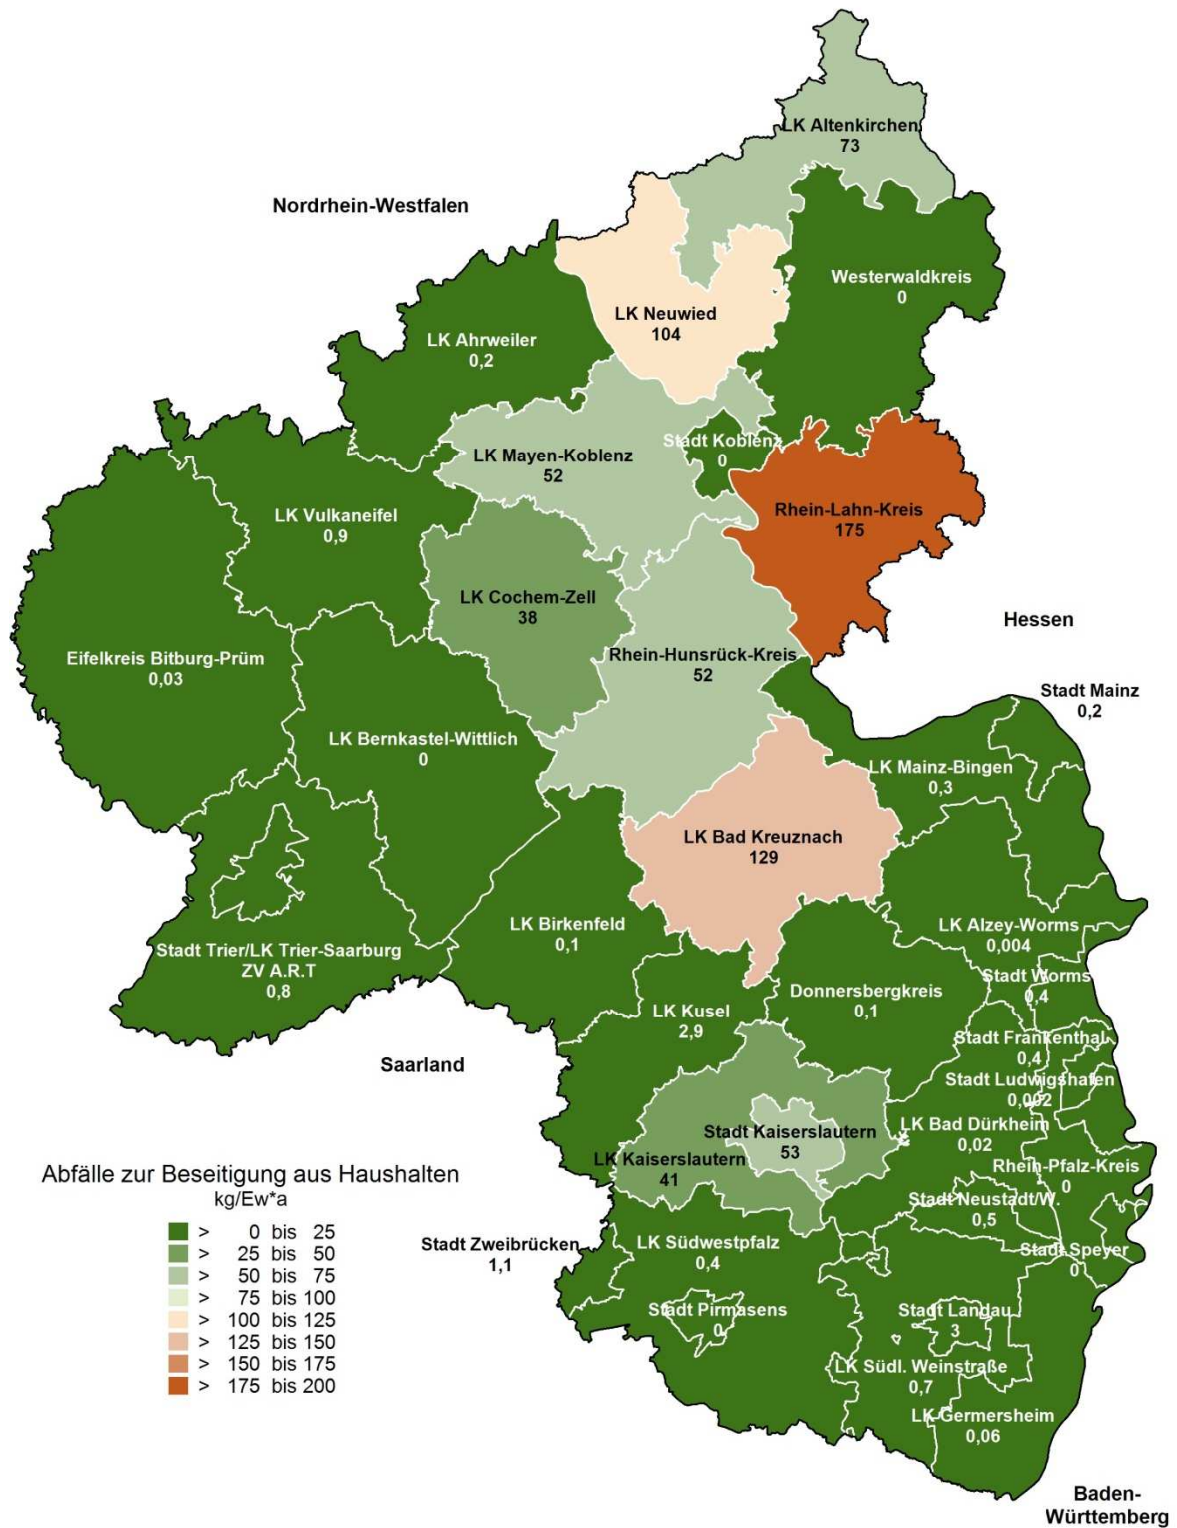 LK Altenkirchen
73
Nordrhein-Westfalen
Westerwaldkreis
0
LK Neuwied
104
LK Ahrweiler
0,2
Stadt Koblenz
0
LK Mayen-Koblenz
52
Rhein-Lahn-Kreis
175
LK Vulkaneifel
0,9
LK Cochem-Zell
38
Hessen
Eifelkreis Bitburg-Prüm
0,03
Rhein-Hunsrück-Kreis
52
Stadt Mainz
0,2
LK Bernkastel-Wittlich
0
LK Mainz-Bingen
0,3
LK Bad Kreuznach
129
LK Birkenfeld
0,1
LK Alzey-Worms
0,004
Stadt Trier/LK Trier-Saarburg
ZV A.R.T
0,8
Stadt Worms
0,4
Donnersbergkreis
0,1
LK Kusel
2,9
Stadt Frankenthal
0,4
Saarland
Stadt Ludwigshafen
0,002
LK Bad Dürkheim
0,02
Stadt Kaiserslautern
53
LK Kaiserslautern
41
Rhein-Pfalz-Kreis
0
Stadt Neustadt/W.
0,5
Stadt Zweibrücken
1,1
LK Südwestpfalz
0,4
Stadt Speyer
0
Stadt Pirmasens
0
Stadt Landau
3
LK Südl. Weinstraße
0,7
LK Germersheim
0,06
Baden-
Württemberg
Abfälle zur Beseitigung aus Haushalten
kg/Ew*a
> 0 bis 25
> 25 bis 50
> 50 bis 75
> 75 bis 100
> 100 bis 125
> 125 bis 150
> 150 bis 175
> 175 bis 200